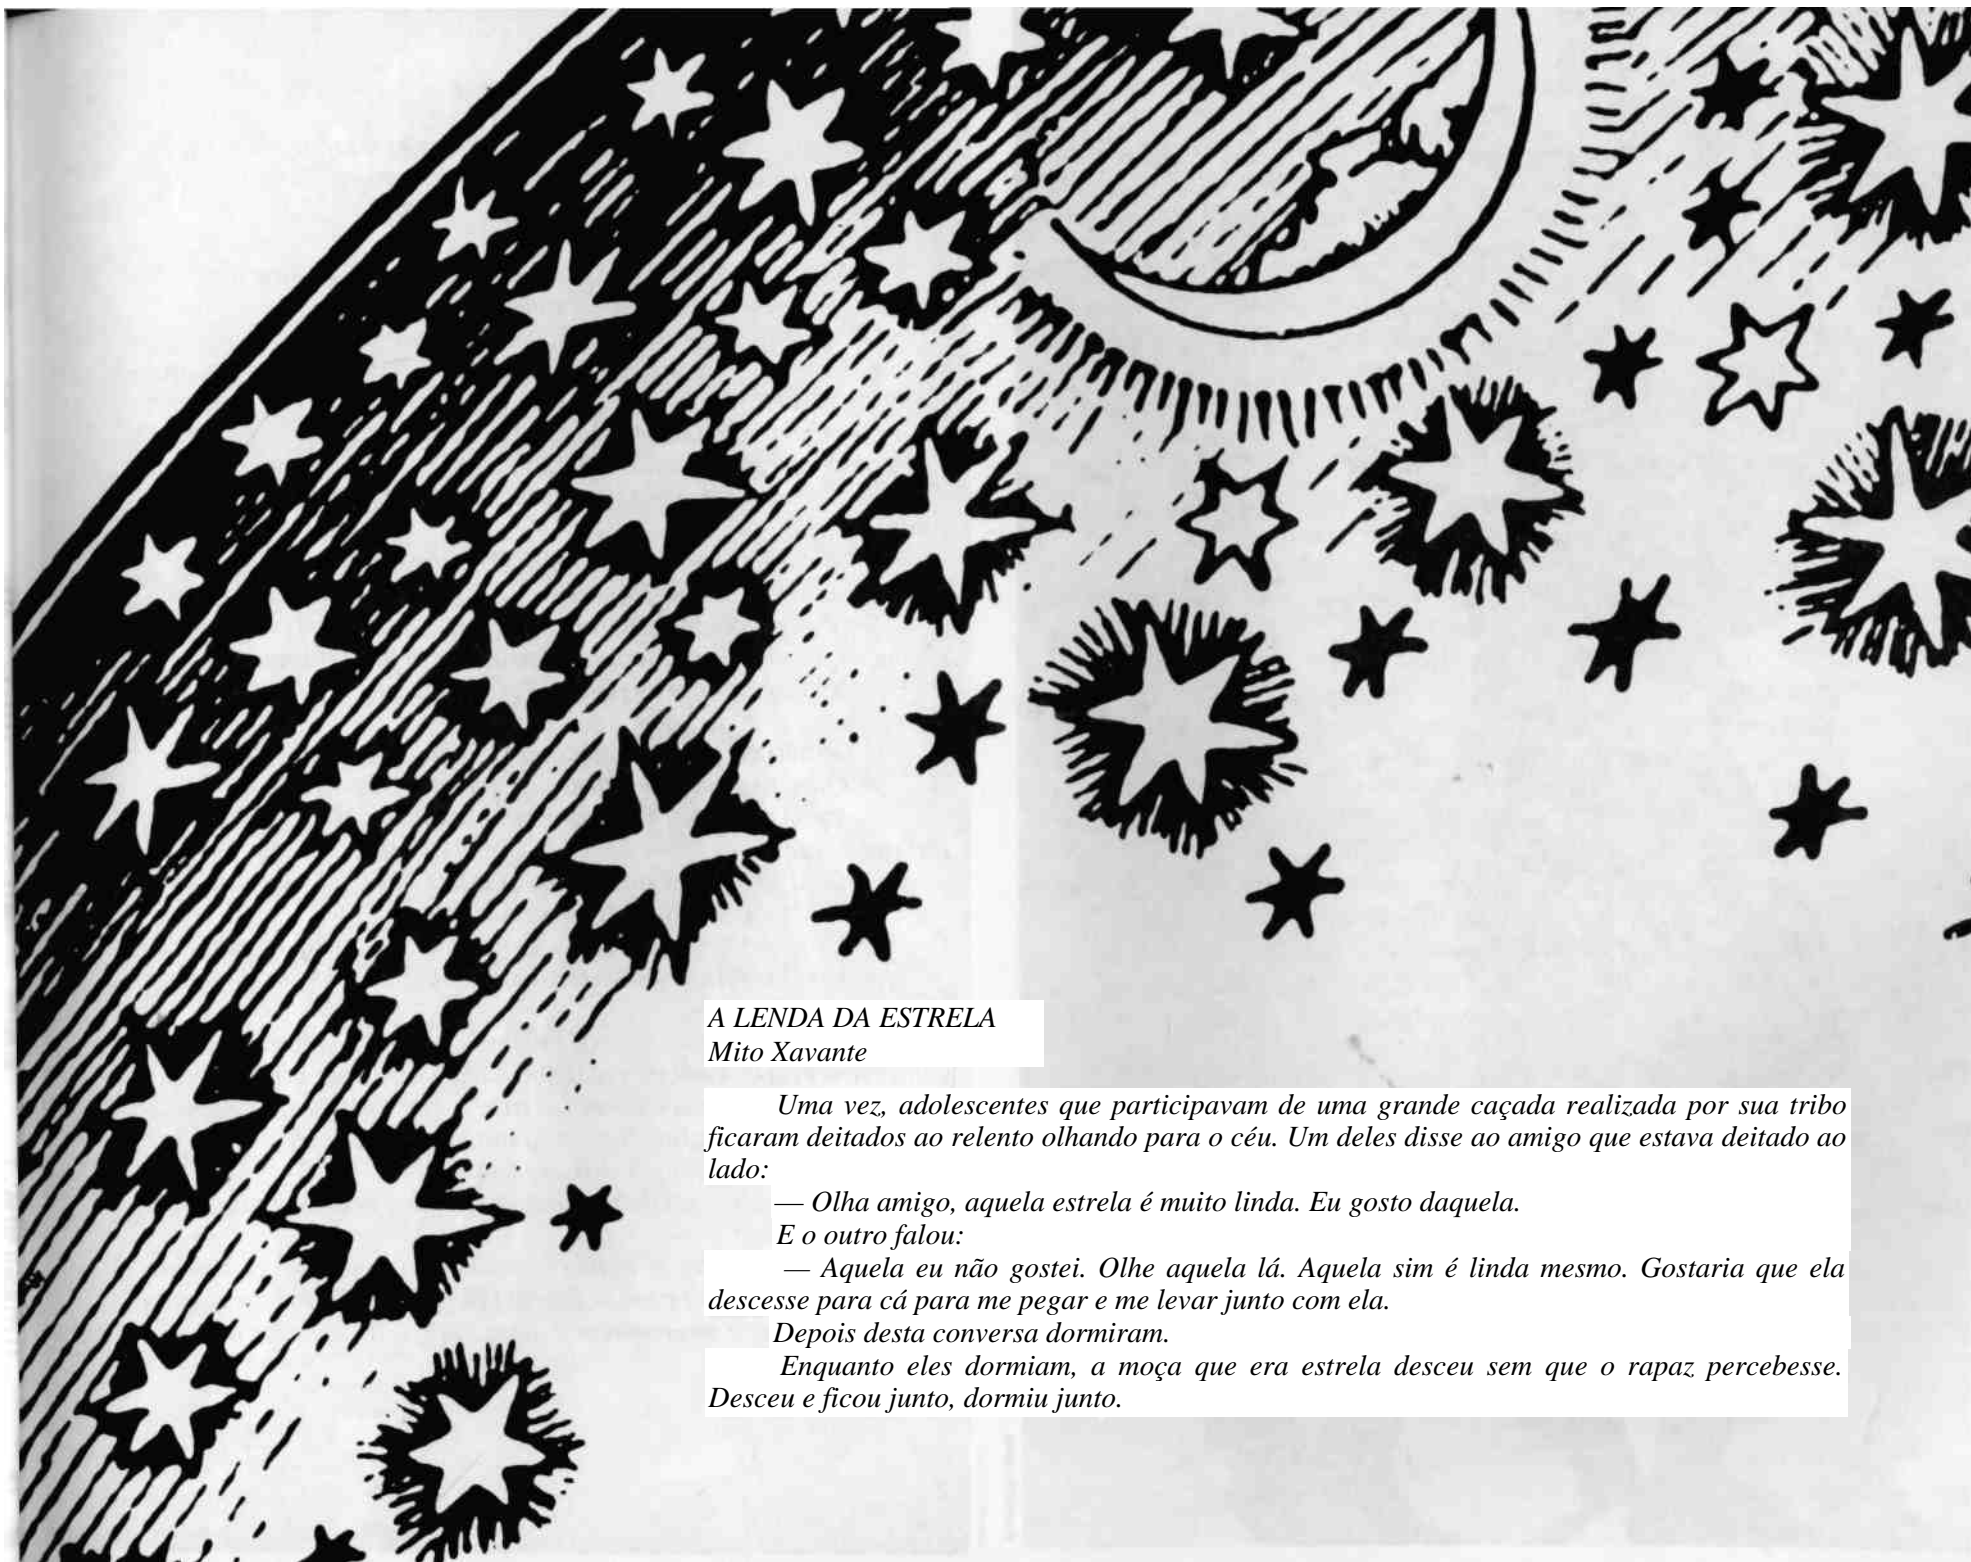 A LENDA DA ESTRELA
Mito Xavante
Uma vez, adolescentes que participavam de uma grande caçada realizada por sua tribo
ficaram deitados ao relento olhando para o céu. Um deles disse ao amigo que estava deitado ao
lado:
— Olha amigo, aquela estrela é muito linda. Eu gosto daquela.
E o outro falou:
— Aquela eu não gostei. Olhe aquela lá. Aquela sim é linda mesmo. Gostaria que ela
descesse para cá para me pegar e me levar junto com ela.
Depois desta conversa dormiram.
Enquanto eles dormiam, a moça que era estrela desceu sem que o rapaz percebesse.
Desceu e ficou junto, dormiu junto.